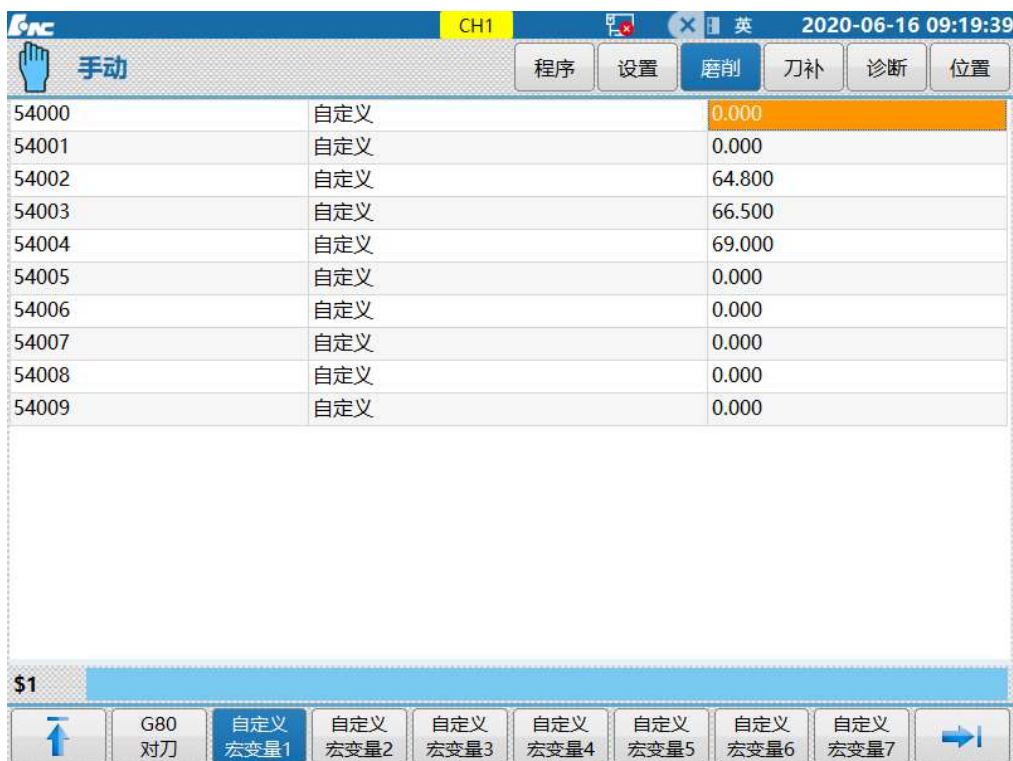 HNC CH1 英 2020-06-16 09:19:39
手动 程序 设置 磨削 刀补 诊断 位置
54000 自定义 0.000
54001 自定义 0.000
54002 自定义 64.800
54003 自定义 66.500
54004 自定义 69.000
54005 自定义 0.000
54006 自定义 0.000
54007 自定义 0.000
54008 自定义 0.000
54009 自定义 0.000
$1
G80 自定义 自定义 自定义 自定义 自定义 自定义 自定义
对刀 宏变量1 宏变量2 宏变量3 宏变量4 宏变量5 宏变量6 宏变量7